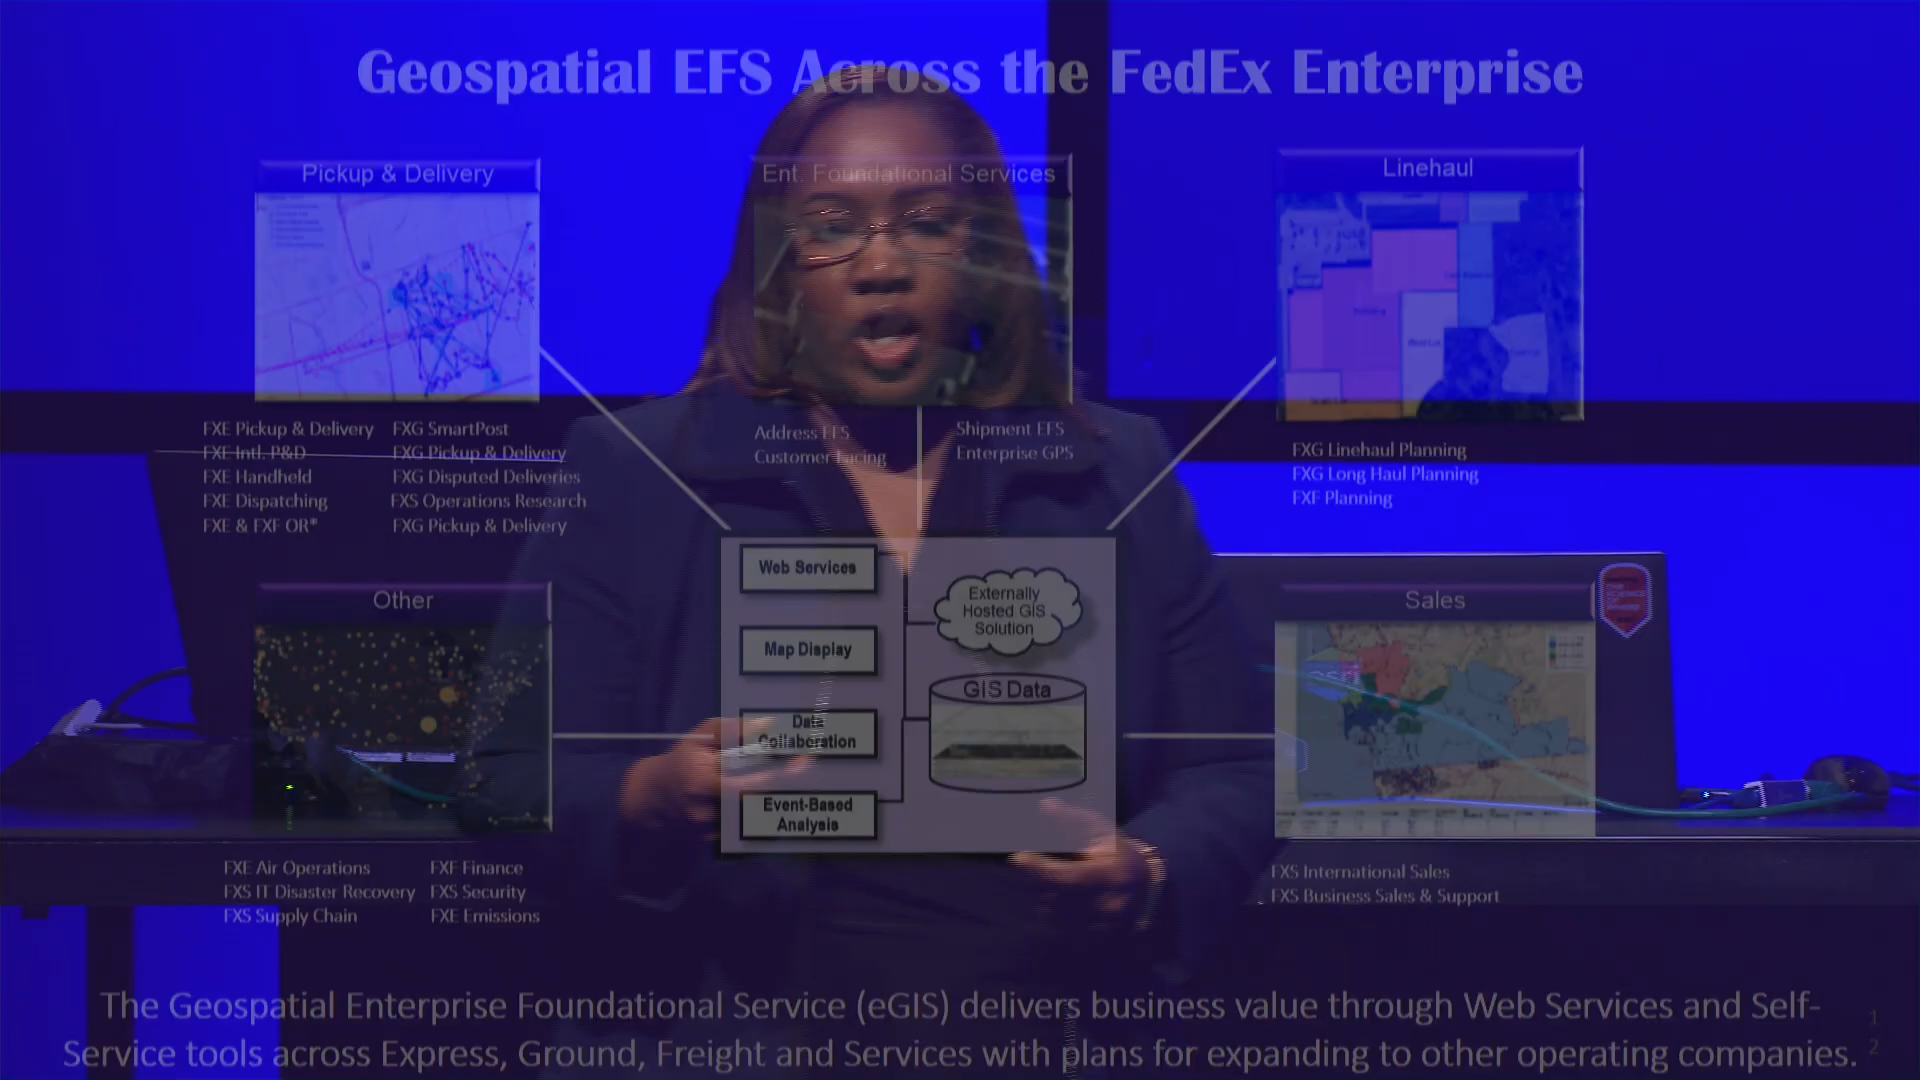 Geospatial EFS Across the FedEx Enterprise
Pickup & Delivery
FXE Pickup & Delivery FXG SmartPost
FXE Intl. P&D FXG Pickup & Delivery
FXE Handheld FXG Disputed Deliveries
FXE Dispatching FXS Operations Research
FXE & FXF OR* FXG Pickup & Delivery
Ent. Foundational Services
Address EFS Shipment EFS
Customer Facing Enterprise GPS
Linehaul
FXG Linehaul Planning
FXG Long Haul Planning
FXF Planning
Web Services
Map Display
Data
Collaboration
Event-Based
Analysis
Externally
Hosted GIS
Solution
GIS Data
Other
FXE Air Operations FXF Finance
FXS IT Disaster Recovery FXS Security
FXS Supply Chain FXE Emissions
Sales
esri
FXS International Sales
FXS Business Sales & Support
The Geospatial Enterprise Foundational Service (eGIS) delivers business value through Web Services and Self-
Service tools across Express, Ground, Freight and Services with plans for expanding to other operating companies.
1
2